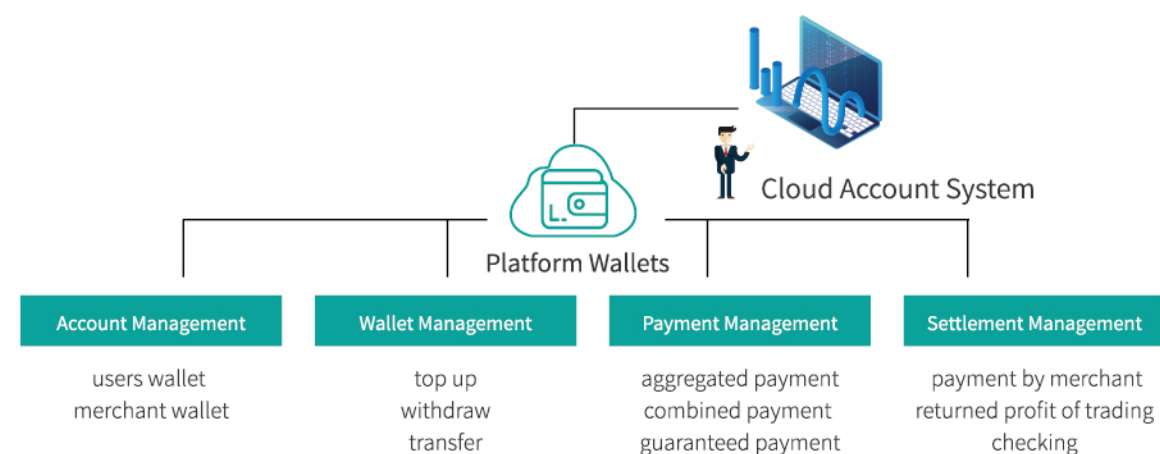 Cloud Account System
Platform Wallets
Account Management
users wallet
merchant wallet
Wallet Management
top up
withdraw
transfer
Payment Management
aggregated payment
combined payment
guaranteed payment
Settlement Management
payment by merchant
returned profit of trading
checking